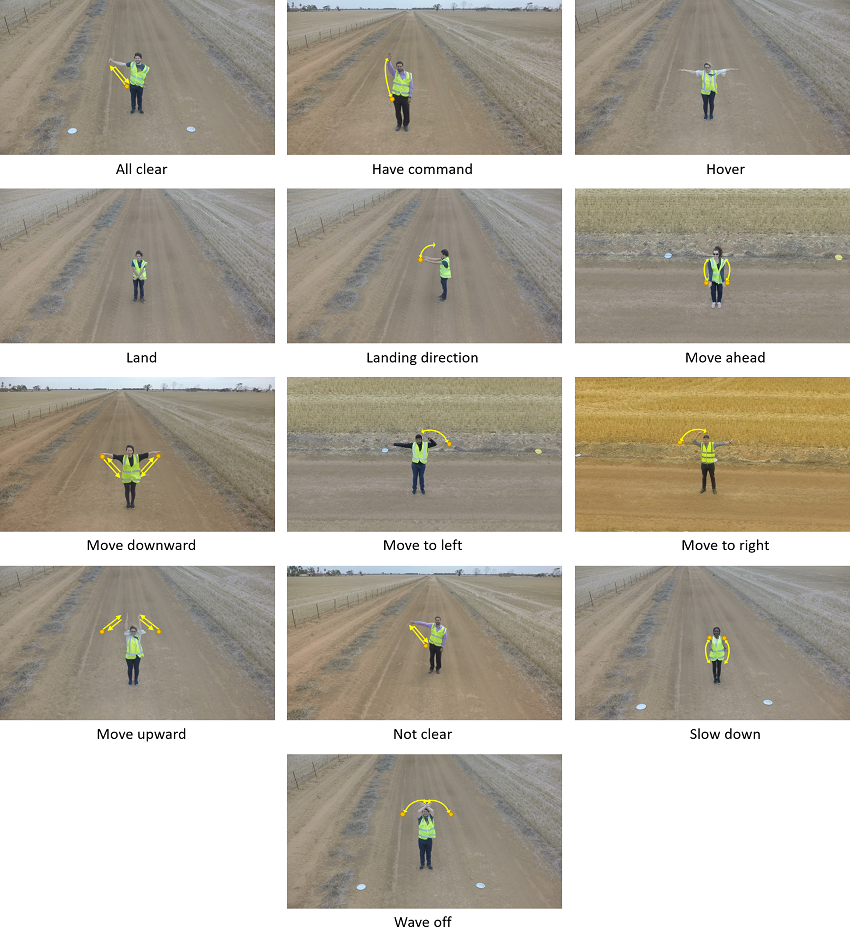 All clear
Have command
Hover
Land
Landing direction
Move ahead
Move downward
Move to left
Move to right
Move upward
Not clear
Slow down
Wave off